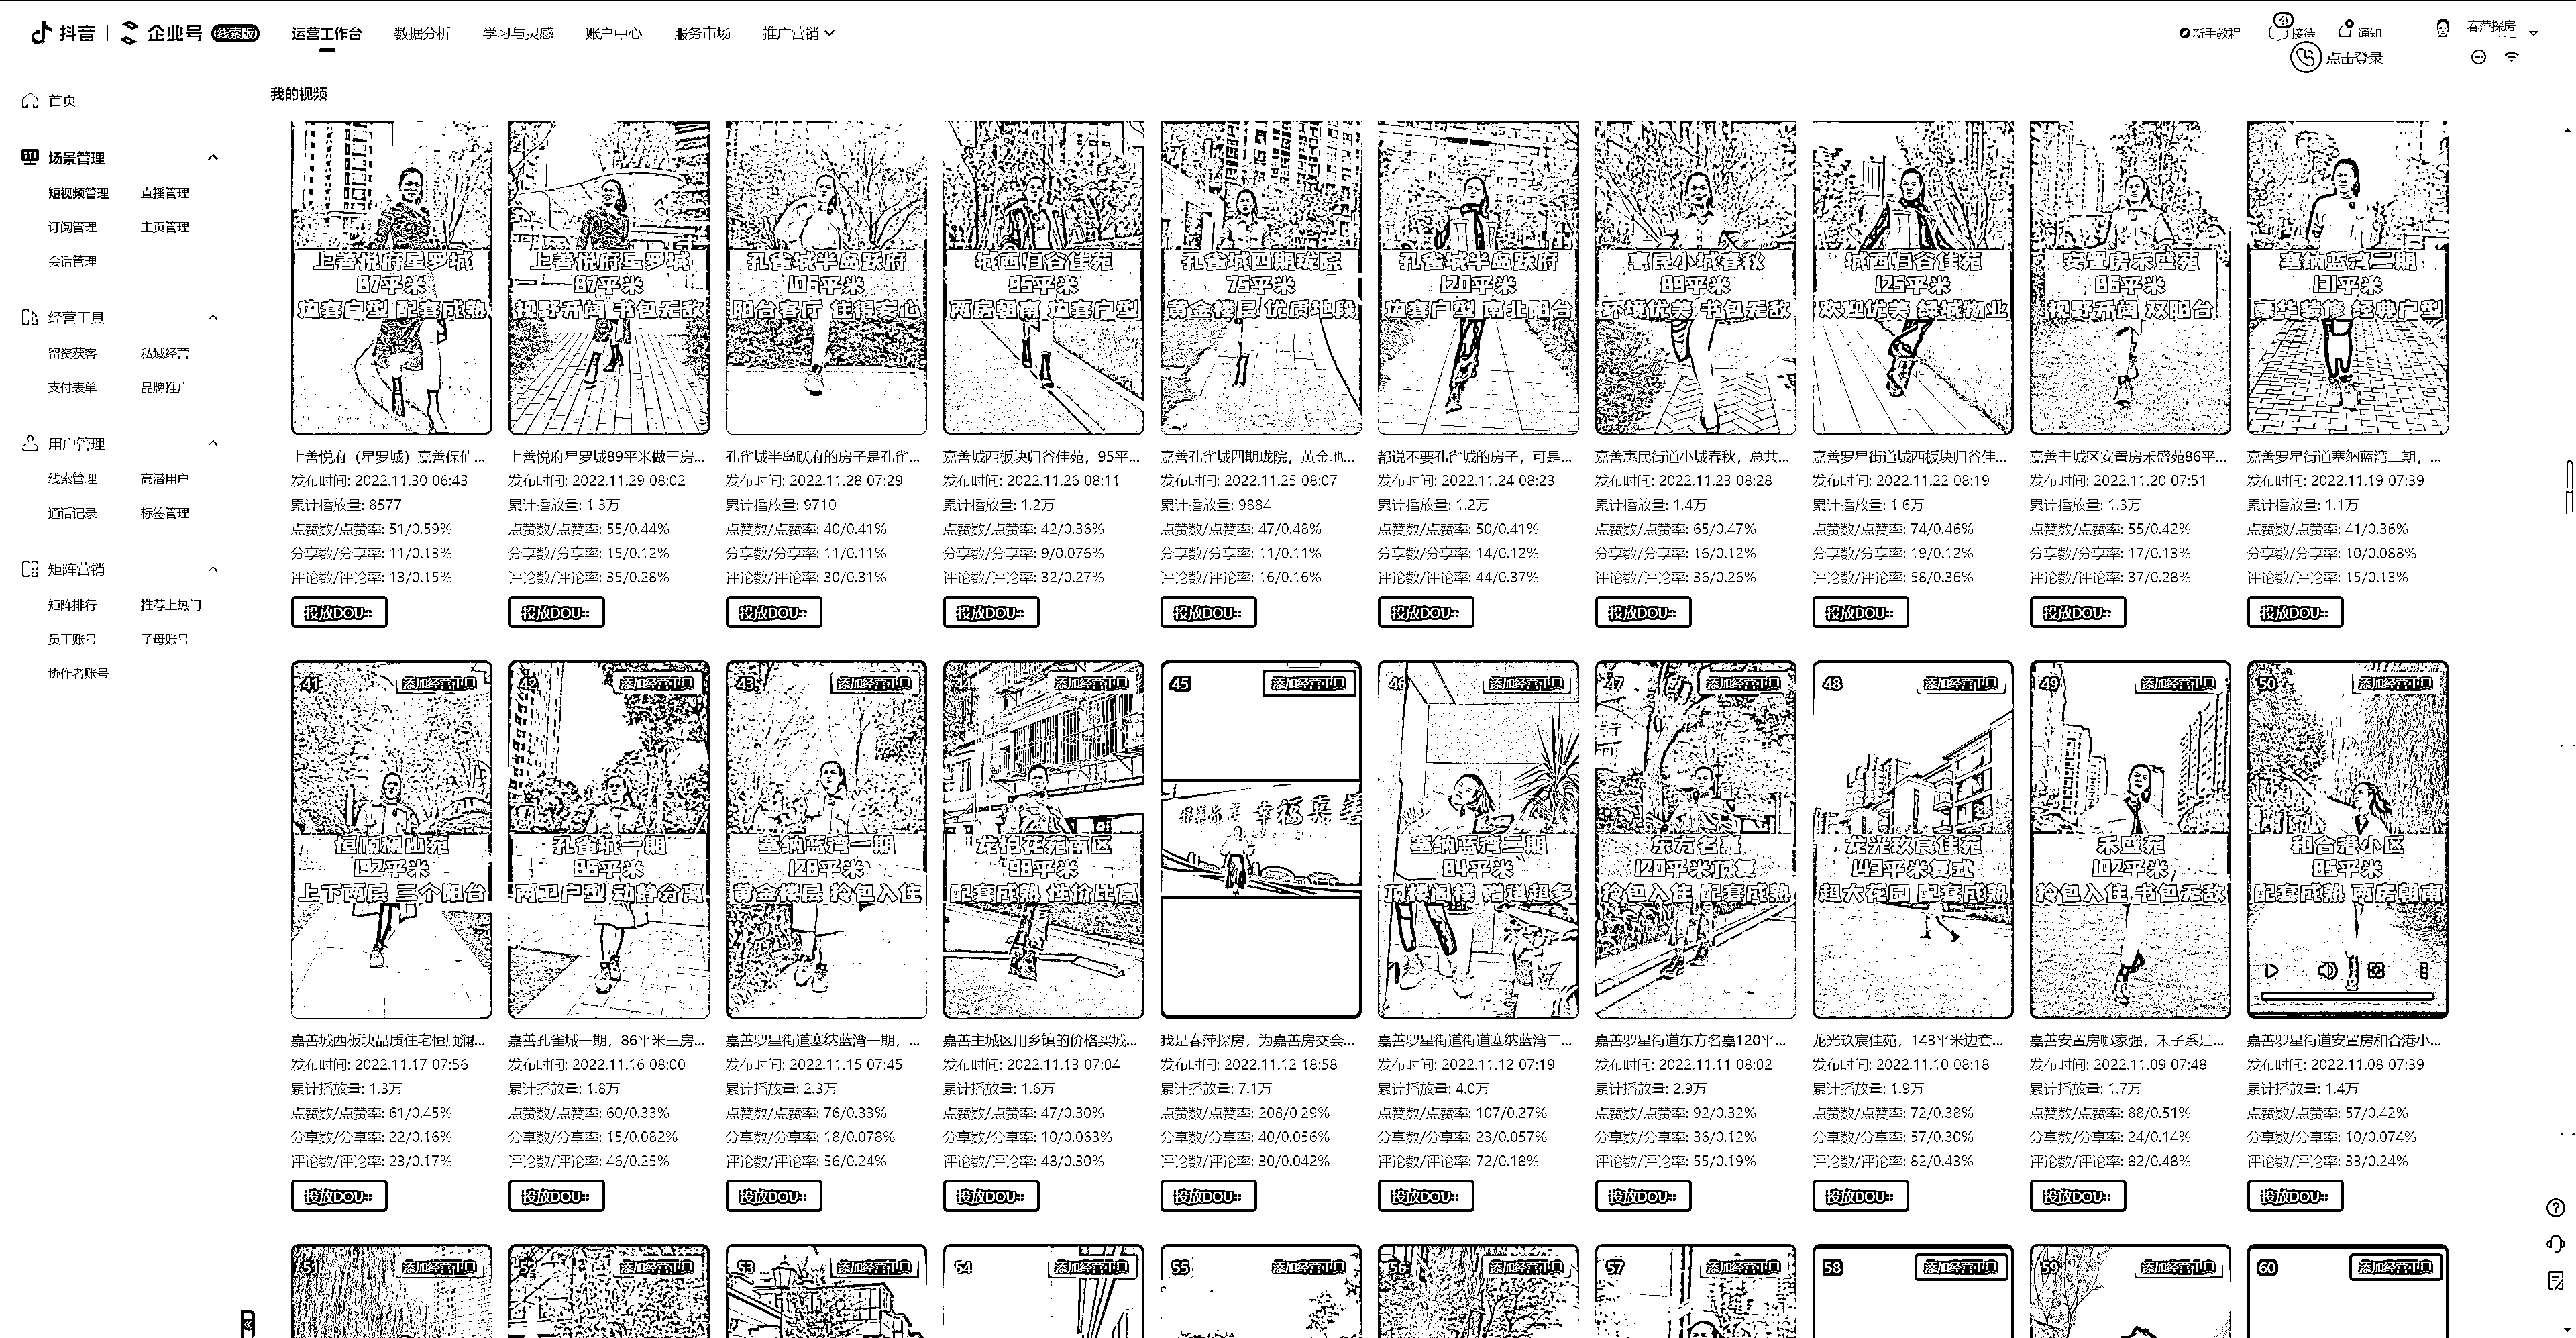 抖音 企业号 线索版 运营工作台 数据分析 学习与灵感 账户中心 服务市场 推广营销 新手教程 接待 通知 春萍探房
点击登录
首页
场景管理
短视频管理 直播管理
订阅管理 主页管理
会话管理
经营工具
留资获客 私域经营
支付表单 品牌推广
用户管理
线索管理 高潜用户
通话记录 标签管理
矩阵营销
矩阵排行 推荐上热门
员工账号 子母账号
协作者账号
我的视频
上善悦府星罗城 上善悦府星罗城 孔雀城半岛跃府 城西归谷佳苑 孔雀城四期珑院 孔雀城半岛跃府 惠民小城春秋 城西归谷佳苑 安置房禾盛苑 塞纳蓝湾二期
87平米 87平米 106平米 95平米 75平米 120平米 89平米 125平米 86平米 131平米
边套户型 配套成熟 视野开阔 书包无敌 阳台客厅 住得安心 两房朝南 边套户型 黄金楼层 优质地段 边套户型 南北阳台 环境优美 书包无敌 欢迎优美 绿城物业 视野开阔 双阳台 豪华装修 经典户型
上善悦府（星罗城）嘉善保值... 上善悦府星罗城89平米做三房... 孔雀城半岛跃府的房子是孔雀... 嘉善城西板块归谷佳苑，95平... 嘉善孔雀城四期珑院，黄金地... 都说不要孔雀城的房子，可是... 嘉善惠民街道小城春秋，总共... 嘉善罗星街道城西板块归谷佳... 嘉善主城区安置房禾盛苑86平... 嘉善罗星街道塞纳蓝湾二期，...
发布时间: 2022.11.30 06:43 发布时间: 2022.11.29 08:02 发布时间: 2022.11.28 07:29 发布时间: 2022.11.26 08:11 发布时间: 2022.11.25 08:07 发布时间: 2022.11.24 08:23 发布时间: 2022.11.23 08:28 发布时间: 2022.11.22 08:19 发布时间: 2022.11.20 07:51 发布时间: 2022.11.19 07:39
累计播放量: 8577 累计播放量: 1.3万 累计播放量: 9710 累计播放量: 1.2万 累计播放量: 9884 累计播放量: 1.2万 累计播放量: 1.4万 累计播放量: 1.6万 累计播放量: 1.3万 累计播放量: 1.1万
点赞数/点赞率: 51/0.59% 点赞数/点赞率: 55/0.44% 点赞数/点赞率: 40/0.41% 点赞数/点赞率: 42/0.36% 点赞数/点赞率: 47/0.48% 点赞数/点赞率: 50/0.41% 点赞数/点赞率: 65/0.47% 点赞数/点赞率: 74/0.46% 点赞数/点赞率: 55/0.42% 点赞数/点赞率: 41/0.36%
分享数/分享率: 11/0.13% 分享数/分享率: 15/0.12% 分享数/分享率: 11/0.11% 分享数/分享率: 9/0.076% 分享数/分享率: 11/0.11% 分享数/分享率: 14/0.12% 分享数/分享率: 16/0.12% 分享数/分享率: 19/0.12% 分享数/分享率: 17/0.13% 分享数/分享率: 10/0.088%
评论数/评论率: 13/0.15% 评论数/评论率: 35/0.28% 评论数/评论率: 30/0.31% 评论数/评论率: 32/0.27% 评论数/评论率: 16/0.16% 评论数/评论率: 44/0.37% 评论数/评论率: 36/0.26% 评论数/评论率: 58/0.36% 评论数/评论率: 37/0.28% 评论数/评论率: 15/0.13%
投放DOU+ 投放DOU+ 投放DOU+ 投放DOU+ 投放DOU+ 投放DOU+ 投放DOU+ 投放DOU+ 投放DOU+ 投放DOU+
41 添加经营工具 42 添加经营工具 43 添加经营工具 44 添加经营工具 45 添加经营工具 46 添加经营工具 47 添加经营工具 48 添加经营工具 49 添加经营工具 50 添加经营工具
幸福嘉善
恒顺澜山苑 孔雀城一期 塞纳蓝湾一期 龙柏花苑南区 塞纳蓝湾二期 东方名嘉 龙光玖宸佳苑 禾盛苑 和合港小区
132平米 86平米 128平米 98平米 84平米 120平米顶复 143平米复式 102平米 85平米
上下两层 三个阳台 两卫户型 动静分离 黄金楼层 拎包入住 配套成熟 性价比高 顶楼阁楼 赠送超多 拎包入住 配套成熟 超大花园 配套成熟 拎包入住 书包无敌 配套成熟 两房朝南
嘉善城西板块品质住宅恒顺澜... 嘉善孔雀城一期，86平米三房... 嘉善罗星街道塞纳蓝湾一期，... 嘉善主城区用乡镇的价格买城... 我是春萍探房，为嘉善房交会... 嘉善罗星街道街道塞纳蓝湾二... 嘉善罗星街道东方名嘉120平... 龙光玖宸佳苑，143平米边套... 嘉善安置房哪家强，禾子系是... 嘉善罗星街道安置房和合港小...
发布时间: 2022.11.17 07:56 发布时间: 2022.11.16 08:00 发布时间: 2022.11.15 07:45 发布时间: 2022.11.13 07:04 发布时间: 2022.11.12 18:58 发布时间: 2022.11.12 07:19 发布时间: 2022.11.11 08:02 发布时间: 2022.11.10 08:18 发布时间: 2022.11.09 07:48 发布时间: 2022.11.08 07:39
累计播放量: 1.3万 累计播放量: 1.8万 累计播放量: 2.3万 累计播放量: 1.6万 累计播放量: 7.1万 累计播放量: 4.0万 累计播放量: 2.9万 累计播放量: 1.9万 累计播放量: 1.7万 累计播放量: 1.4万
点赞数/点赞率: 61/0.45% 点赞数/点赞率: 60/0.33% 点赞数/点赞率: 76/0.33% 点赞数/点赞率: 47/0.30% 点赞数/点赞率: 208/0.29% 点赞数/点赞率: 107/0.27% 点赞数/点赞率: 92/0.32% 点赞数/点赞率: 72/0.38% 点赞数/点赞率: 88/0.51% 点赞数/点赞率: 57/0.42%
分享数/分享率: 22/0.16% 分享数/分享率: 15/0.082% 分享数/分享率: 18/0.078% 分享数/分享率: 10/0.063% 分享数/分享率: 40/0.056% 分享数/分享率: 23/0.057% 分享数/分享率: 36/0.12% 分享数/分享率: 57/0.30% 分享数/分享率: 24/0.14% 分享数/分享率: 10/0.074%
评论数/评论率: 23/0.17% 评论数/评论率: 46/0.25% 评论数/评论率: 56/0.24% 评论数/评论率: 48/0.30% 评论数/评论率: 30/0.042% 评论数/评论率: 72/0.18% 评论数/评论率: 55/0.19% 评论数/评论率: 82/0.43% 评论数/评论率: 82/0.48% 评论数/评论率: 33/0.24%
投放DOU+ 投放DOU+ 投放DOU+ 投放DOU+ 投放DOU+ 投放DOU+ 投放DOU+ 投放DOU+ 投放DOU+ 投放DOU+
51 添加经营工具 52 添加经营工具 53 添加经营工具 54 添加经营工具 55 添加经营工具 56 添加经营工具 57 添加经营工具 58 添加经营工具 59 添加经营工具 60 添加经营工具